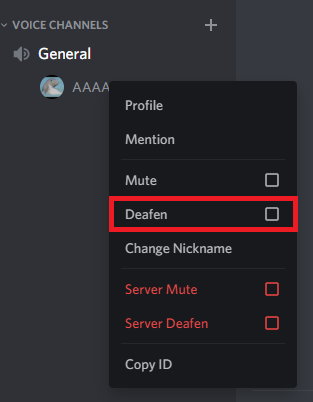 VOICE CHANNELS
General
AAAA
Profile
Mention
Mute
Deafen
Change Nickname
Server Mute
Server Deafen
Copy ID